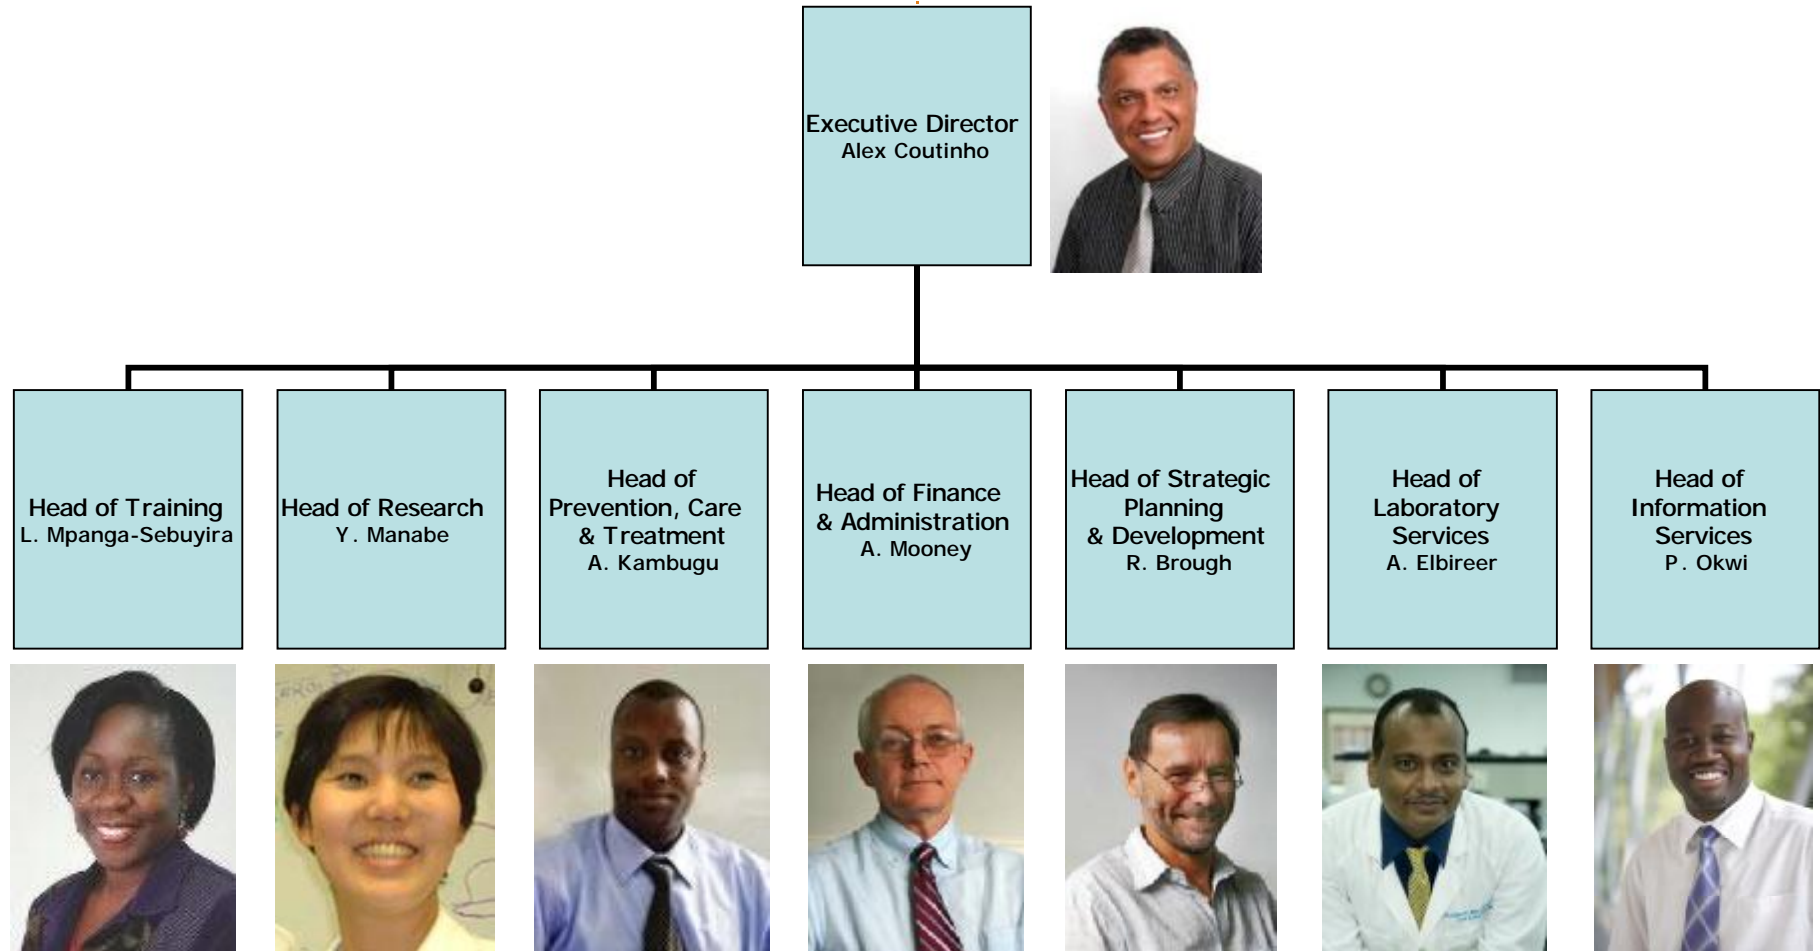 Executive Director
Alex Coutinho
Head of Training
L. Mpanga-Sebuyira
Head of Research
Y. Manabe
Head of
Prevention, Care
& Treatment
A. Kambugu
Head of Finance
& Administration
A. Mooney
Head of Strategic
Planning
& Development
R. Brough
Head of
Laboratory
Services
A. Elbireer
Head of
Information
Services
P. Okwi